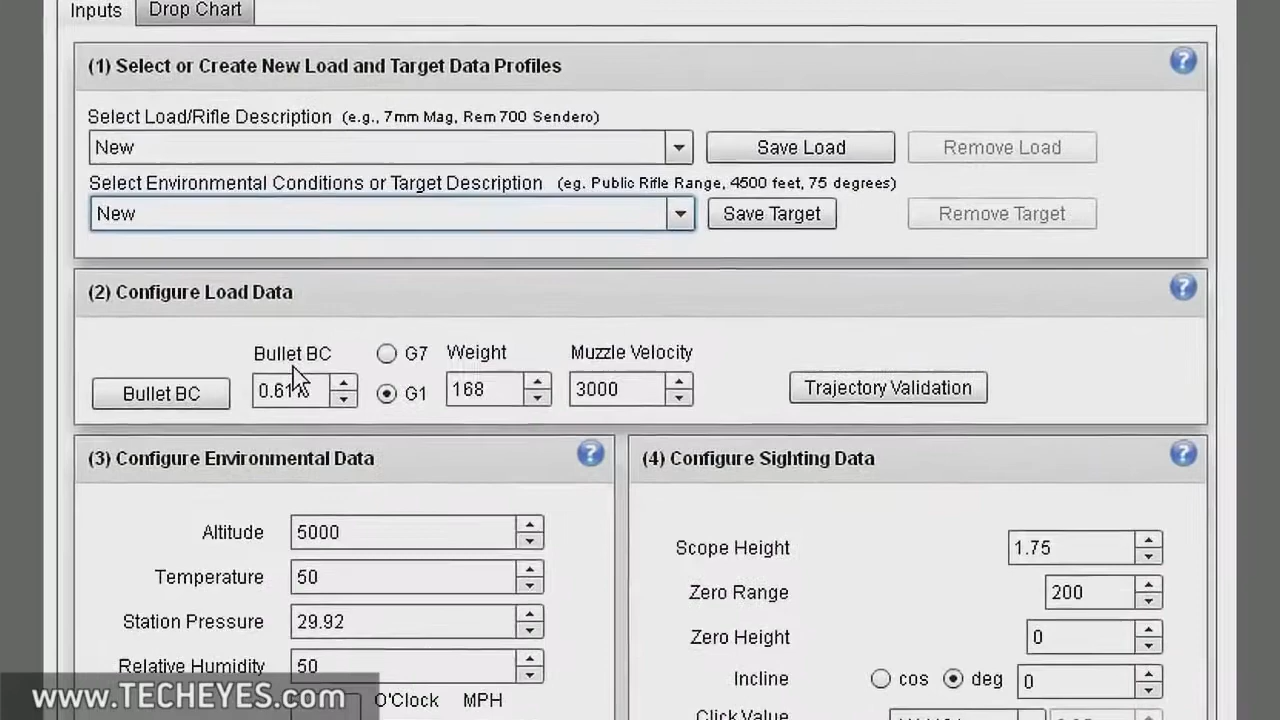 Inputs
Drop Chart
(1) Select or Create New Load and Target Data Profiles
Select Load/Rifle Description (e.g., 7mm Mag, Rem 700 Sendero)
New
Save Load
Remove Load
Select Environmental Conditions or Target Description (eg. Public Rifle Range, 4500 feet, 75 degrees)
New
Save Target
Remove Target
(2) Configure Load Data
Bullet BC
G7
Weight
Muzzle Velocity
Bullet BC
G1
168
3000
Trajectory Validation
(3) Configure Environmental Data
(4) Configure Sighting Data
Altitude
5000
Scope Height
1.75
Temperature
50
Zero Range
200
Station Pressure
29.92
Zero Height
0
Relative Humidity
50
Incline
cos
deg
0
O'Clock
MPH
Click Value
www.TECHEYES.com